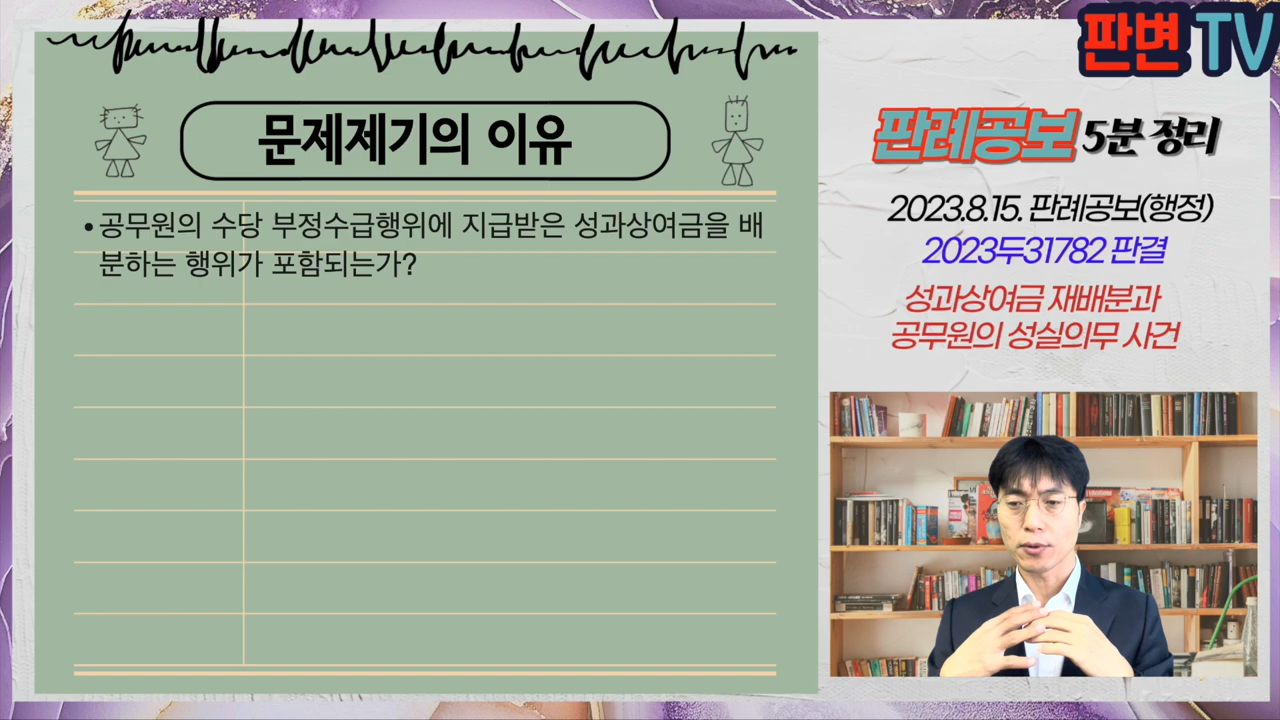 판변 TV
문제제기의 이유
• 공무원의 수당 부정수급행위에 지급받은 성과상여금을 배
분하는 행위가 포함되는가?
판례공보 5분 정리
2023.8.15. 판례공보(행정)
2023두31782 판결
성과상여금 재배분과
공무원의 성실의무 사건